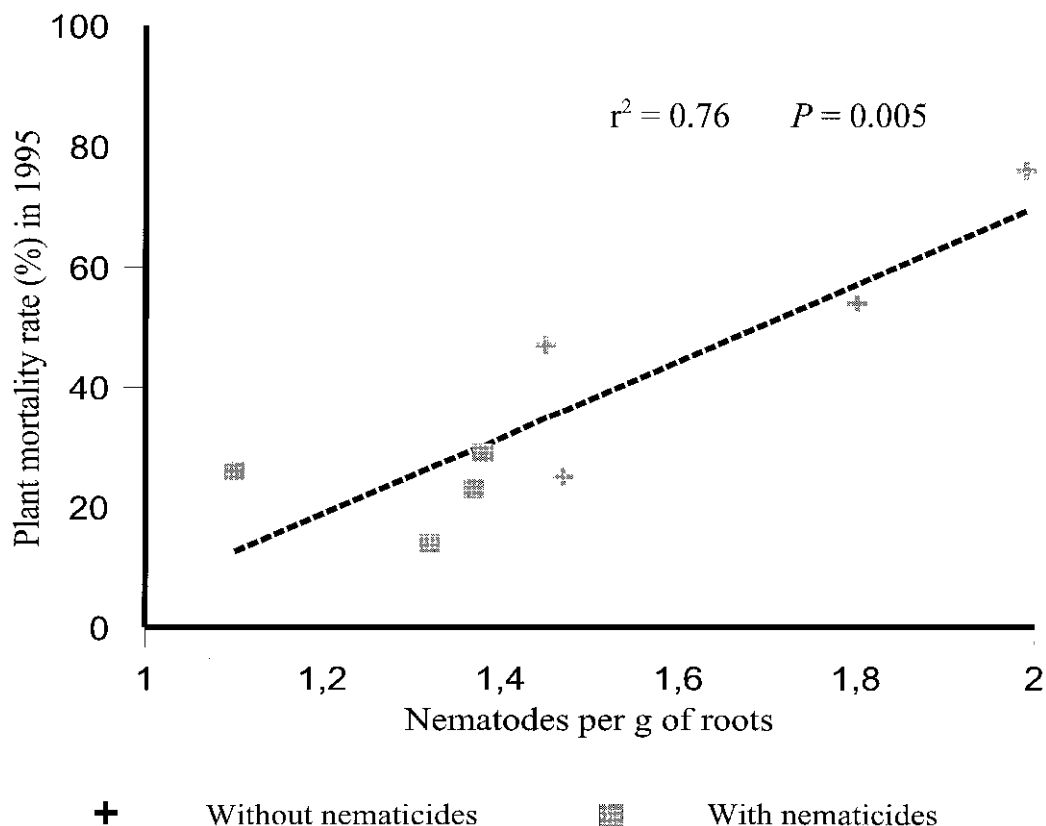 100
r² = 0.76 P = 0.005
80
60
40
20
0
Plant mortality rate (%) in 1995
1 1,2 1,4 1,6 1,8 2
Nematodes per g of roots
Without nematicides With nematicides